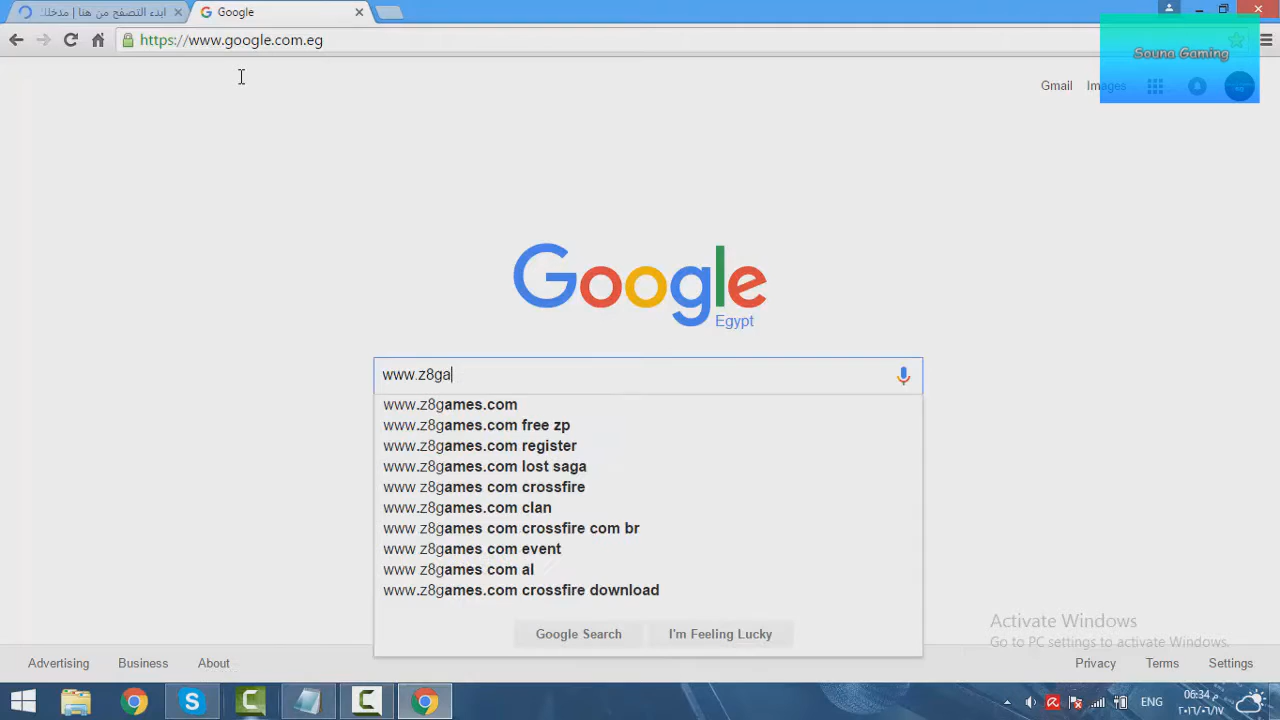 ابدء التصفح من هنا | مدخلك
Google
https://www.google.com.eg
Souna Gaming
Gmail
Images
Google
Egypt
www.z8ga
www.z8games.com
www.z8games.com free zp
www.z8games.com register
www.z8games.com lost saga
www z8games com crossfire
www.z8games.com clan
www z8games com crossfire com br
www z8games com event
www z8games com al
www.z8games.com crossfire download
Google Search
I'm Feeling Lucky
Activate Windows
Go to PC settings to activate Windows.
Advertising
Business
About
Privacy
Terms
Settings
ENG
06:34 م
٢٠١٦/٠٦/١٧